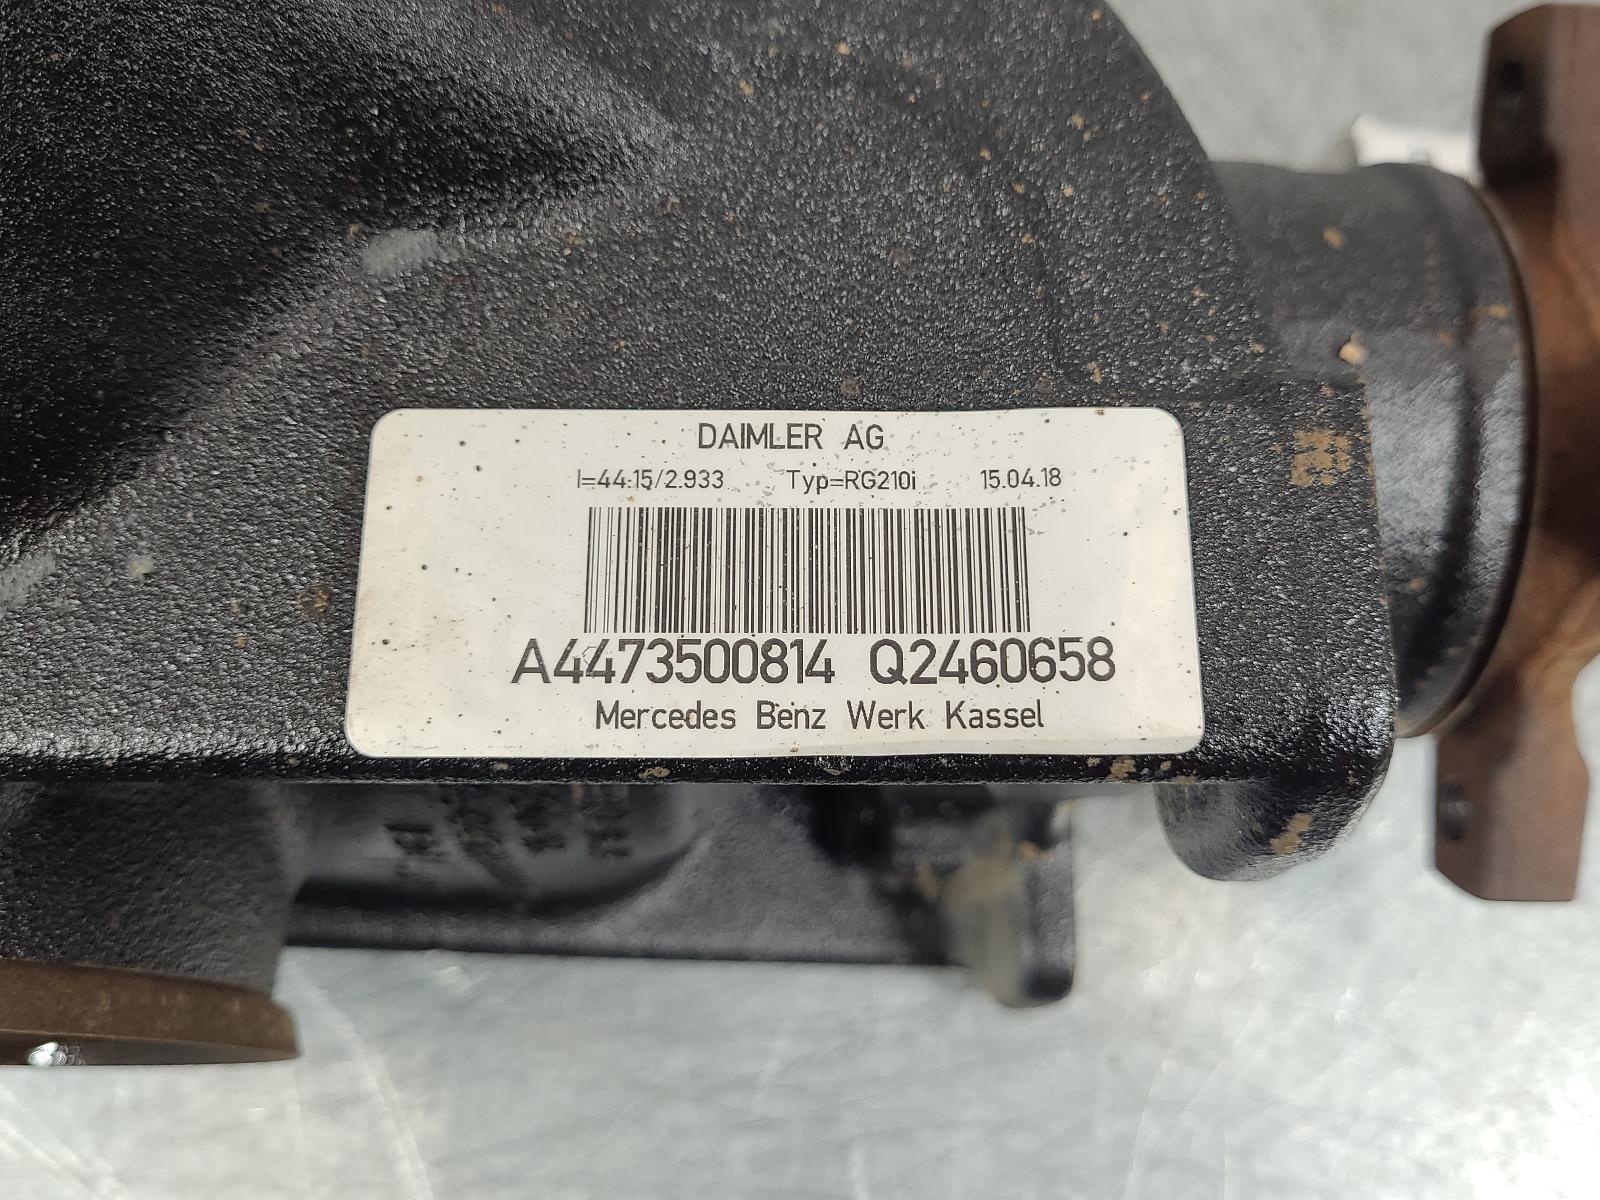 DAIMLER AG
I=44:15/2.933 Typ=RG210i 15.04.18
A4473500814 Q2460658
Mercedes Benz Werk Kassel